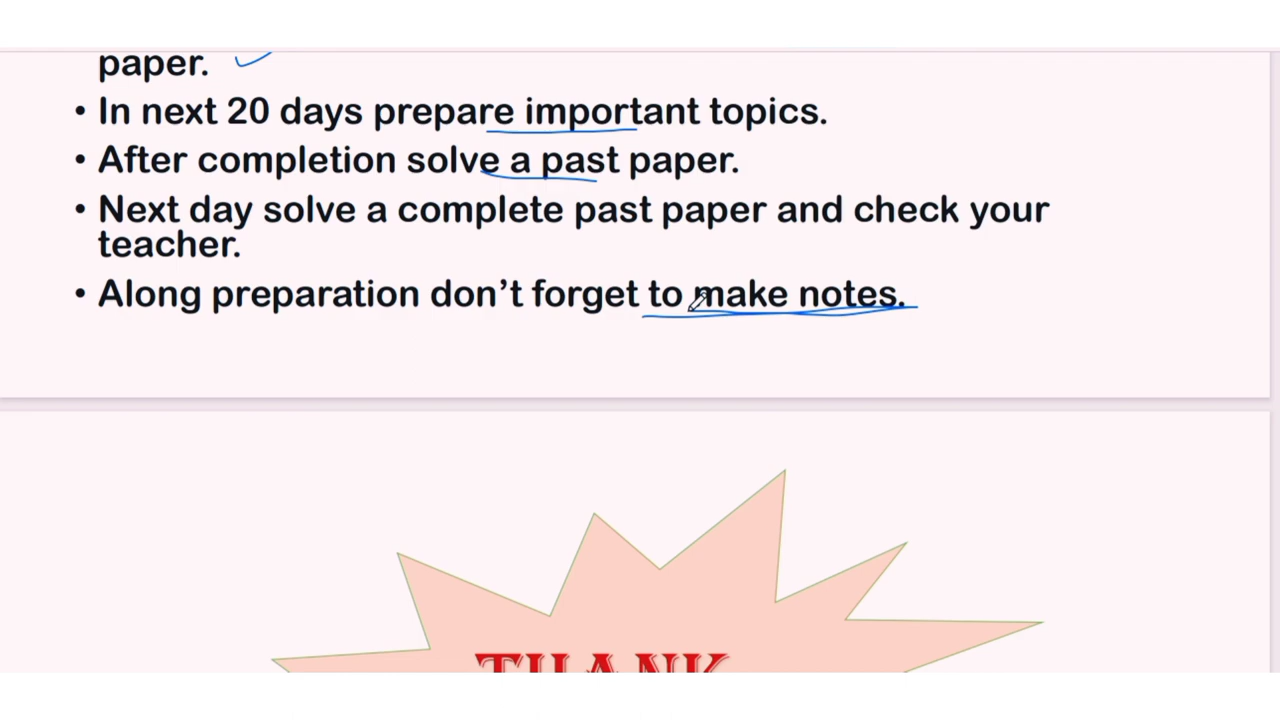 paper.
• In next 20 days prepare important topics.
• After completion solve a past paper.
• Next day solve a complete past paper and check your
teacher.
• Along preparation don’t forget to make notes.
THANK